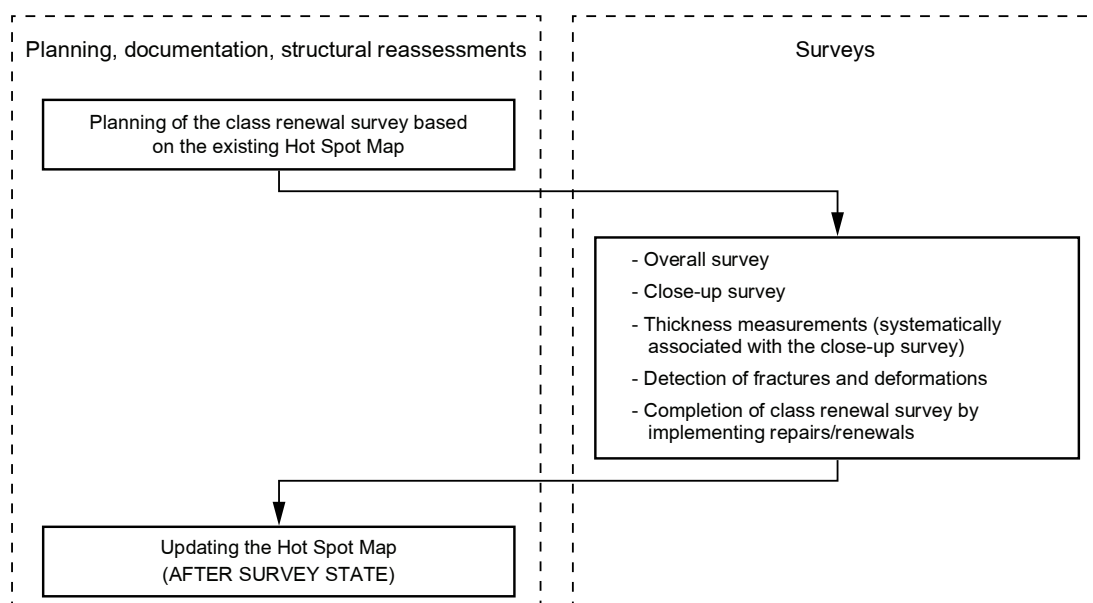 Planning, documentation, structural reassessments
Surveys
Planning of the class renewal survey based
on the existing Hot Spot Map
- Overall survey
- Close-up survey
- Thickness measurements (systematically
associated with the close-up survey)
- Detection of fractures and deformations
- Completion of class renewal survey by
implementing repairs/renewals
Updating the Hot Spot Map
(AFTER SURVEY STATE)